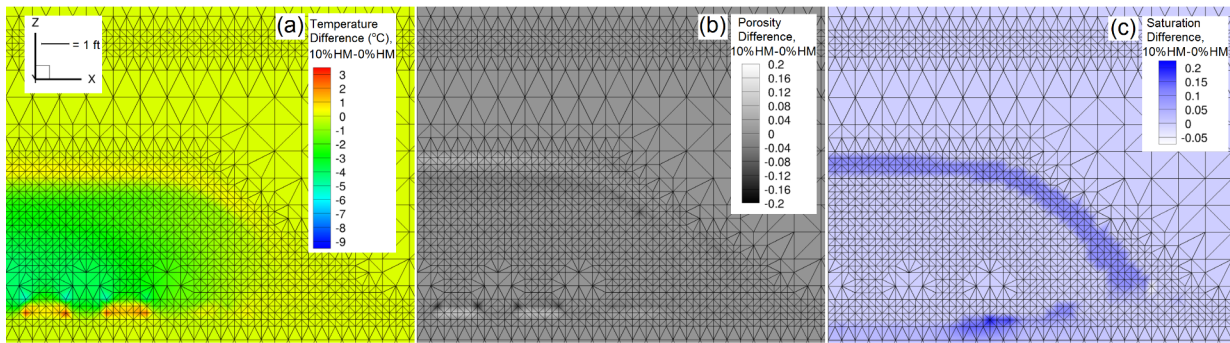 (a)
Temperature
Difference (°C),
10%HM-0%HM
3
2
1
0
-1
-2
-3
-4
-5
-6
-7
-8
-9
Z
= 1 ft
Y
X
(b)
Porosity
Difference,
10%HM-0%HM
0.2
0.16
0.12
0.08
0.04
0
-0.04
-0.08
-0.12
-0.16
-0.2
(c)
Saturation
Difference,
10%HM-0%HM
0.2
0.15
0.1
0.05
0
-0.05